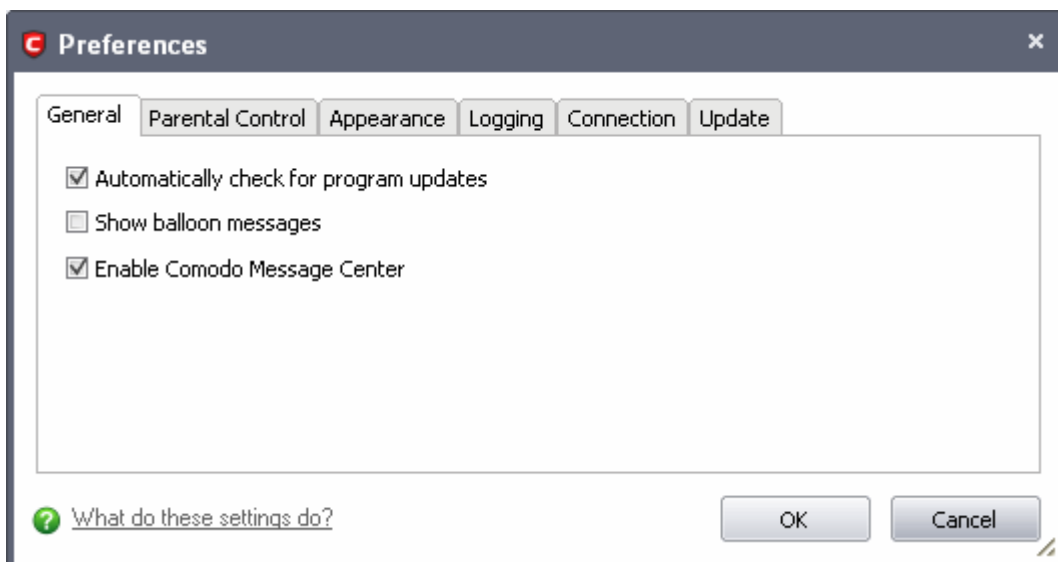 Preferences
General Parental Control Appearance Logging Connection Update
Automatically check for program updates
Show balloon messages
Enable Comodo Message Center
What do these settings do?
OK Cancel